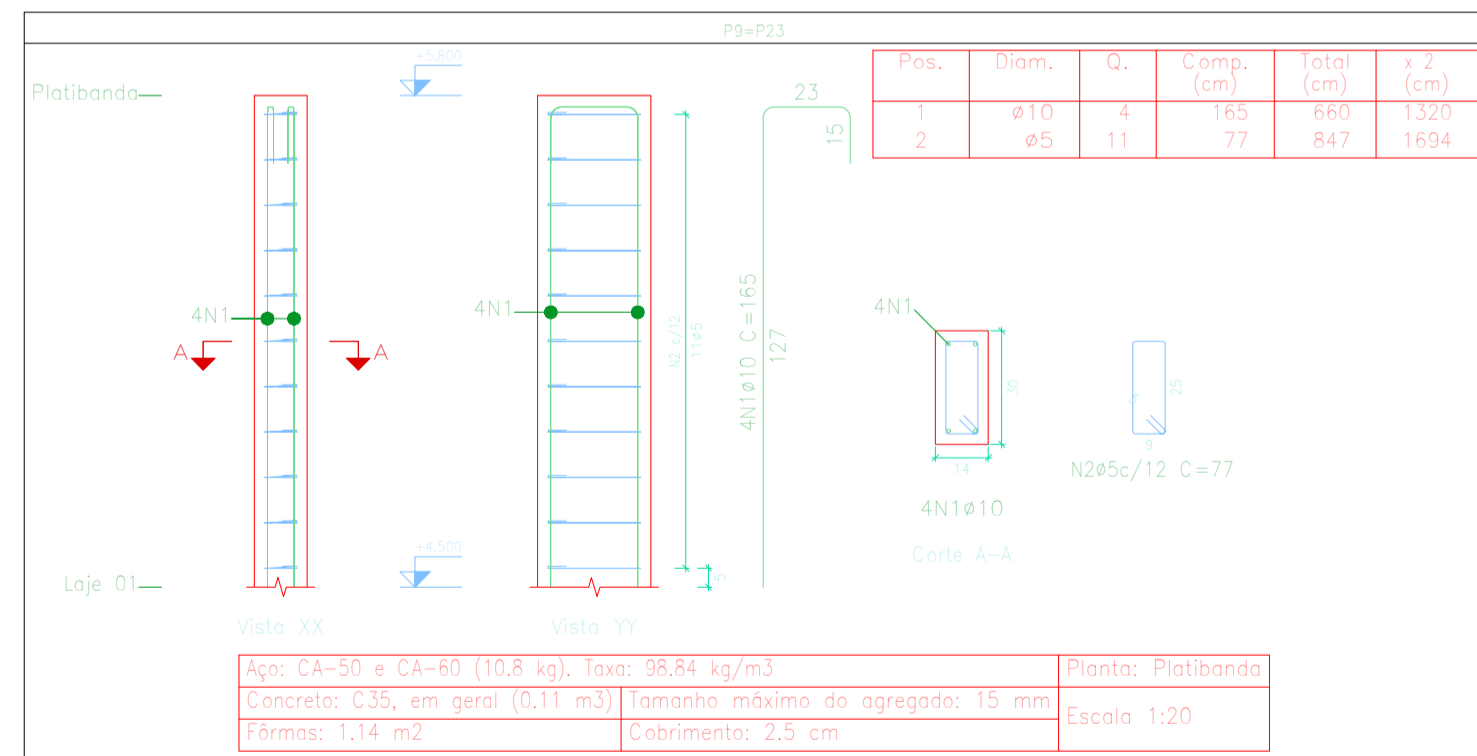 P9=P23
Platibanda
+5,800
Pos. Diam. Q. Comp. (cm) Total (cm) x 2 (cm)
1 ø10 4 165 660 1320
2 ø5 11 77 847 1694
23
15
4N1
4N1
A A
N2 c/12
11ø5
4N1ø10 C=165
127
4N1
30
14
4N1ø10
Corte A-A
5
25
9
N2ø5c/12 C=77
+4,500
5
Laje 01
Vista XX
Vista YY
Aço: CA-50 e CA-60 (10.8 kg). Taxa: 98.84 kg/m3
Planta: Platibanda
Concreto: C35, em geral (0.11 m3)
Tamanho máximo do agregado: 15 mm
Escala 1:20
Fôrmas: 1.14 m2
Cobrimento: 2.5 cm